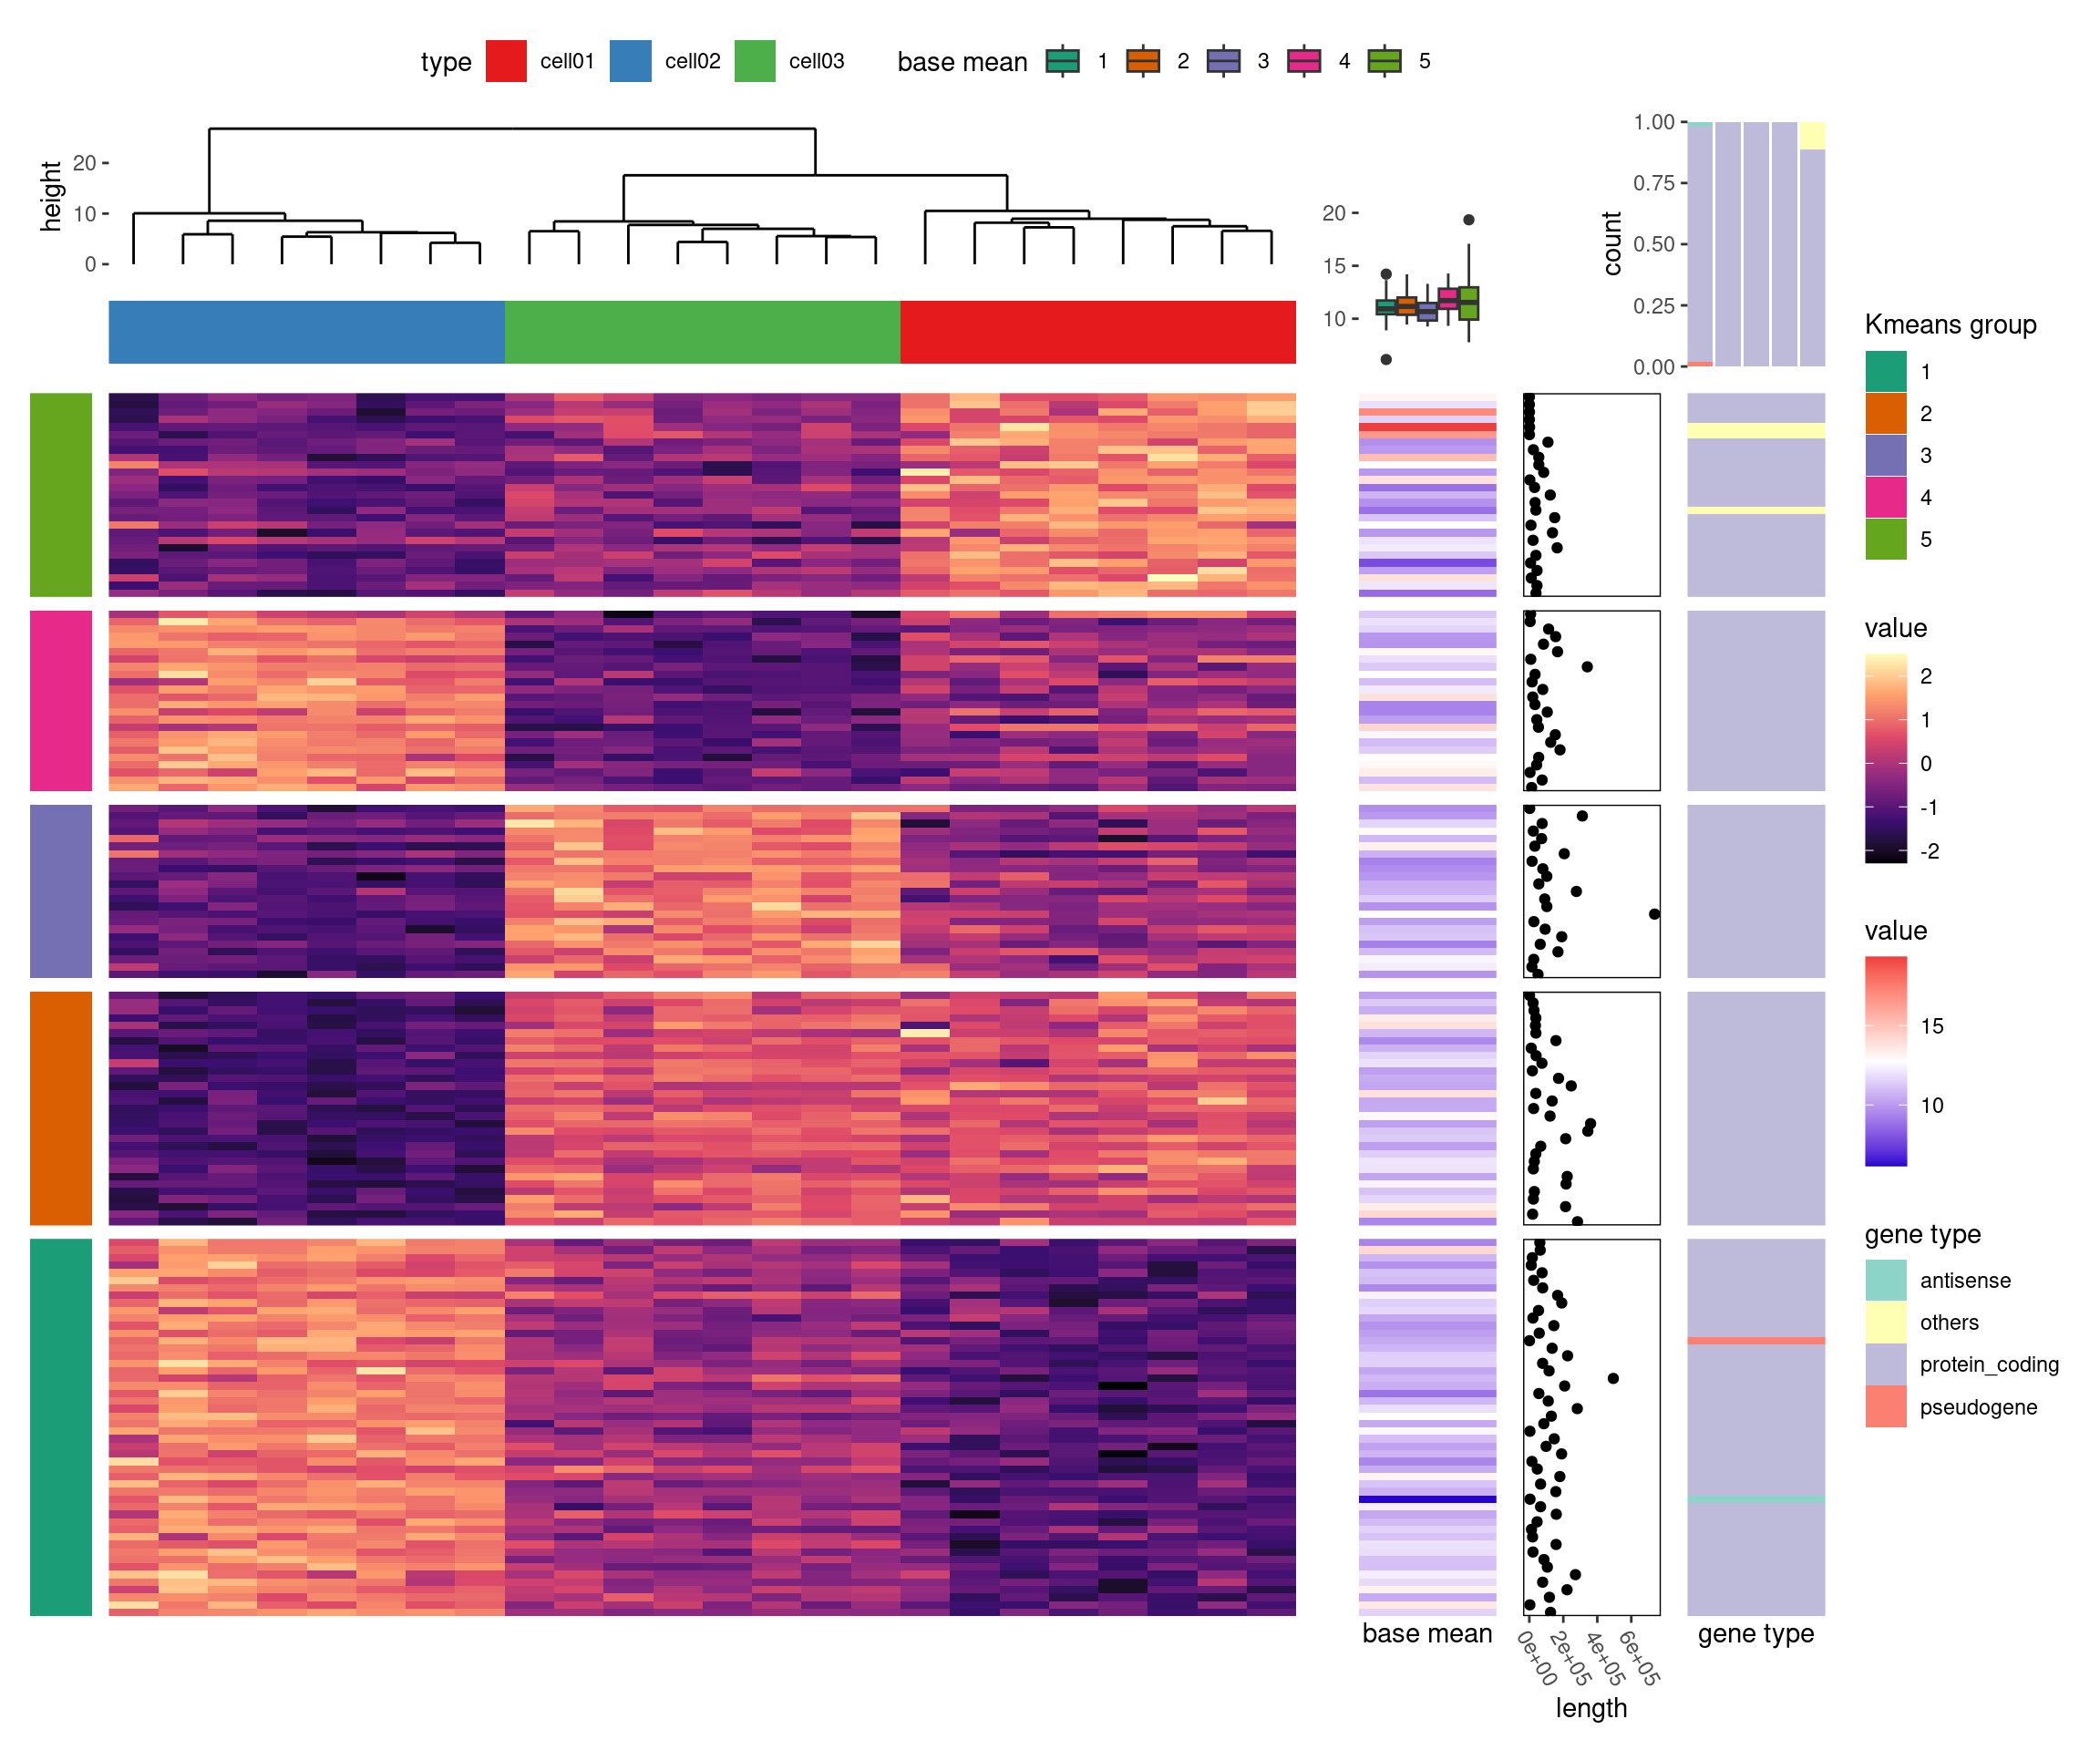 type cell01 cell02 cell03 base mean 1 2 3 4 5
height
20
10
0
20
15
10
count
1.00
0.75
0.50
0.25
0.00
Kmeans group
1
2
3
4
5
value
2
1
0
-1
-2
value
15
10
gene type
antisense
others
protein_coding
pseudogene
base mean
0e+00 2e+05 4e+05 6e+05
length
gene type